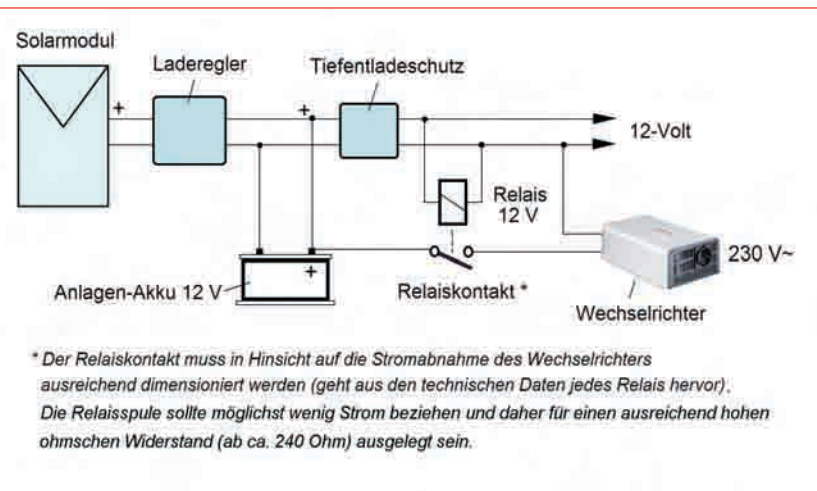 Solarmodul
Laderegler
Tiefentladeschutz
+
+
12-Volt
Relais
12 V
230 V~
+
Anlagen-Akku 12 V
Relaiskontakt *
Wechselrichter
* Der Relaiskontakt muss in Hinsicht auf die Stromabnahme des Wechselrichters
ausreichend dimensioniert werden (geht aus den technischen Daten jedes Relais hervor).
Die Relaisspule sollte möglichst wenig Strom beziehen und daher für einen ausreichend hohen
ohmschen Widerstand (ab ca. 240 Ohm) ausgelegt sein.